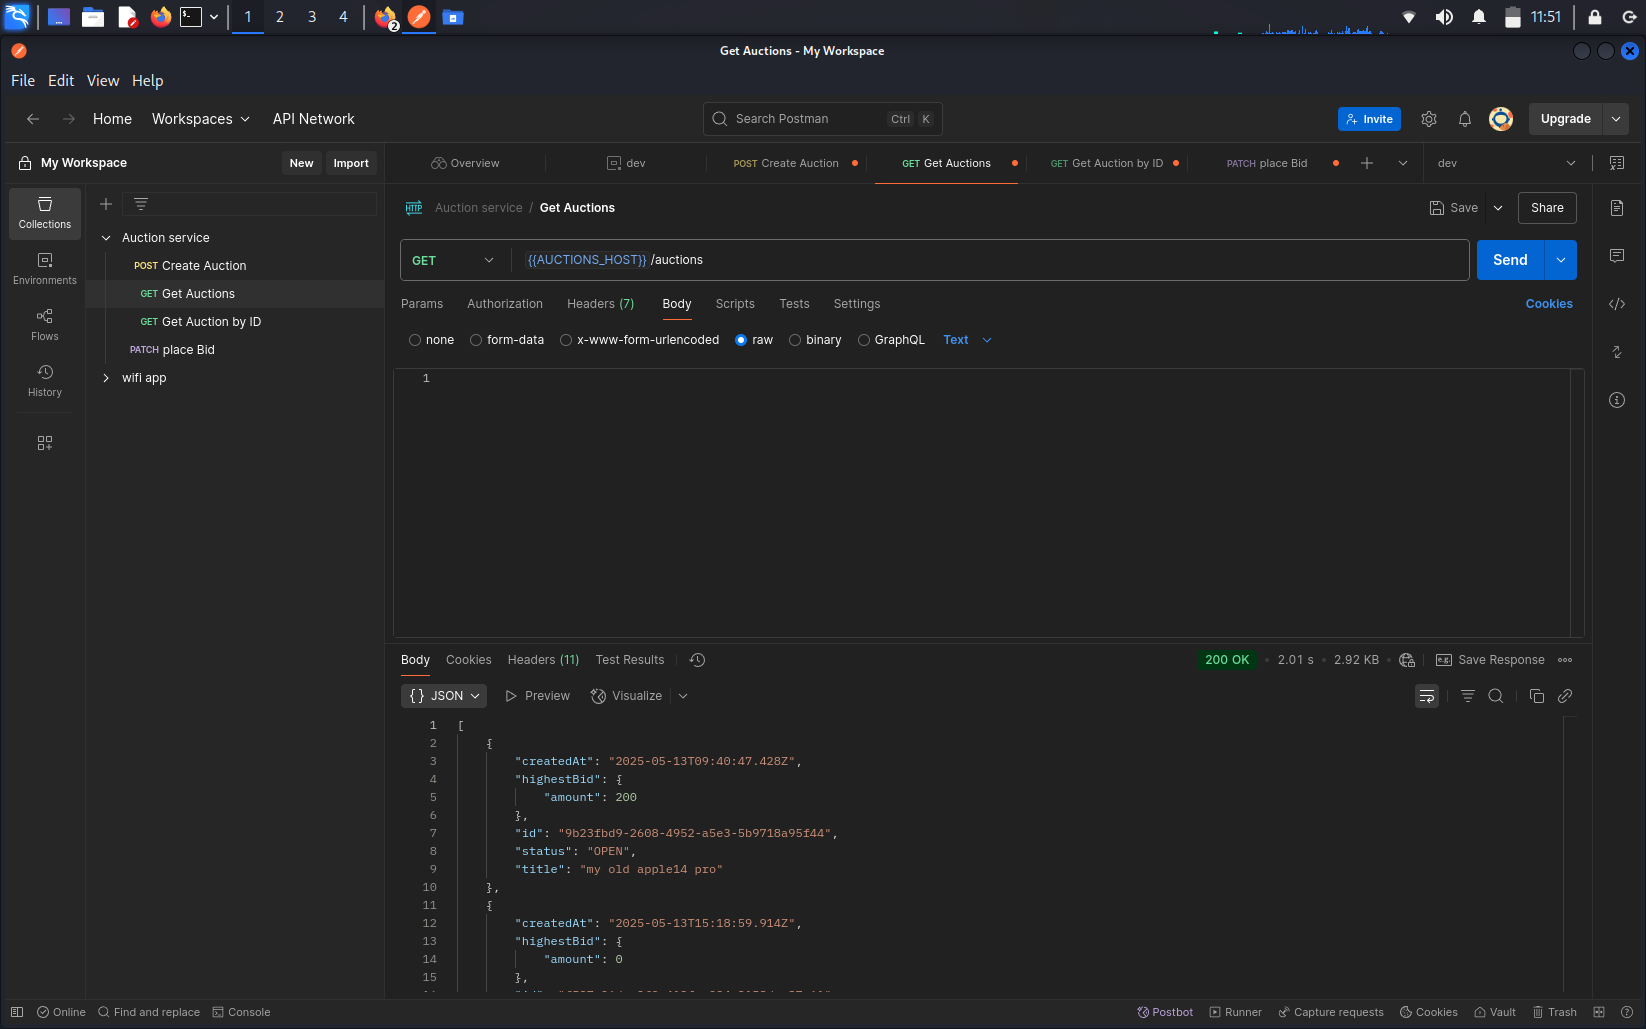 1 2 3 4 2 11:51
Get Auctions - My Workspace
File Edit View Help
Home Workspaces API Network Search Postman Ctrl K Invite Upgrade
My Workspace New Import Overview dev POST Create Auction GET Get Auctions GET Get Auction by ID PATCH place Bid dev
Collections
Environments
Flows
History
Auction service
POST Create Auction
GET Get Auctions
GET Get Auction by ID
PATCH place Bid
wifi app
HTTP Auction service / Get Auctions Save Share
GET {{AUCTIONS_HOST}} /auctions Send
Params Authorization Headers (7) Body Scripts Tests Settings Cookies
none form-data x-www-form-urlencoded raw binary GraphQL Text
1
Body Cookies Headers (11) Test Results 200 OK • 2.01 s • 2.92 KB • e.g. Save Response
{} JSON Preview Visualize
1 [
2 {
3 "createdAt": "2025-05-13T09:40:47.428Z",
4 "highestBid": {
5 "amount": 200
6 },
7 "id": "9b23fbd9-2608-4952-a5e3-5b9718a95f44",
8 "status": "OPEN",
9 "title": "my old apple14 pro"
10 },
11 {
12 "createdAt": "2025-05-13T15:18:59.914Z",
13 "highestBid": {
14 "amount": 0
15 },
Online Find and replace Console Postbot Runner Capture requests Cookies Vault Trash